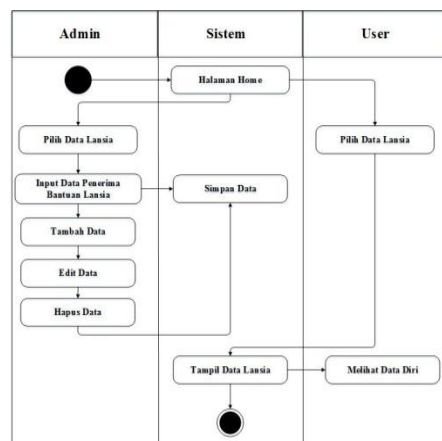 Admin
Sistem
User
Halaman Home
Pilih Data Lansia
Pilih Data Lansia
Input Data Penerima
Bantuan Lansia
Simpan Data
Tambah Data
Edit Data
Hapus Data
Tampil Data Lansia
Melihat Data Diri